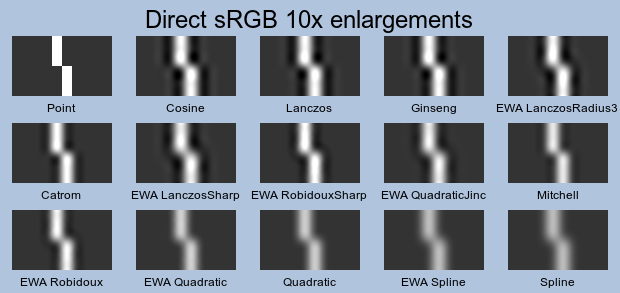 Direct sRGB 10x enlargements
Point Cosine Lanczos Ginseng EWA LanczosRadius3
Catrom EWA LanczosSharp EWA RobidouxSharp EWA QuadraticJinc Mitchell
EWA Robidoux EWA Quadratic Quadratic EWA Spline Spline